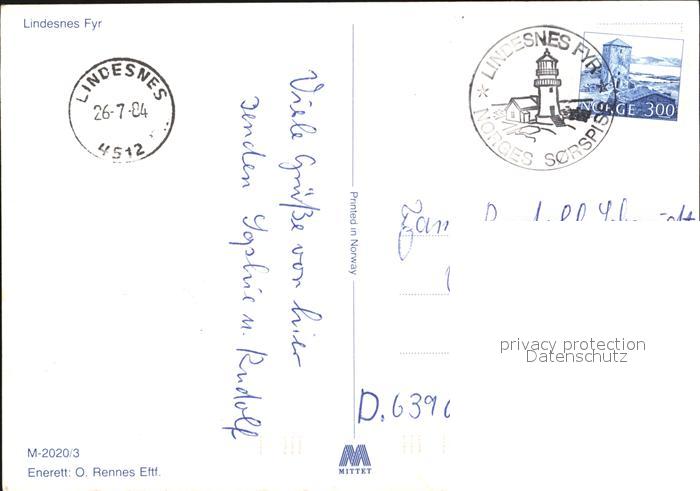 Lindesnes Fyr
LINDESNES
26-7-84
4512
Viele Grüße von hier
senden Sophie u. Rudolf
Printed in Norway
LINDESNES FYR
NORGES SØRSPISS
NORGE 300
D. 639
privacy protection
Datenschutz
M-2020/3
Enerett: O. Rennes Eftf.
MITTET